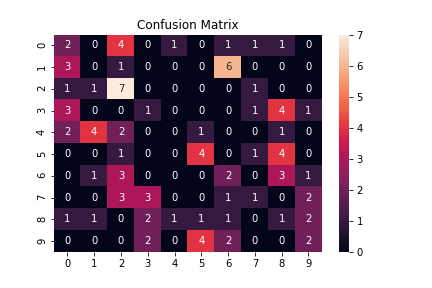 Confusion Matrix
0 2 0 4 0 1 0 1 1 1 0
1 3 0 1 0 0 0 6 0 0 0
2 1 1 7 0 0 0 0 1 0 0
3 3 0 0 1 0 0 0 1 4 1
4 2 4 2 0 0 1 0 0 1 0
5 0 0 1 0 0 4 0 1 4 0
6 0 1 3 0 0 0 2 0 3 1
7 0 0 3 3 0 0 1 1 0 2
8 1 1 0 2 1 1 1 0 1 2
9 0 0 0 2 0 4 2 0 0 2
0 1 2 3 4 5 6 7 8 9
7
6
5
4
3
2
1
0